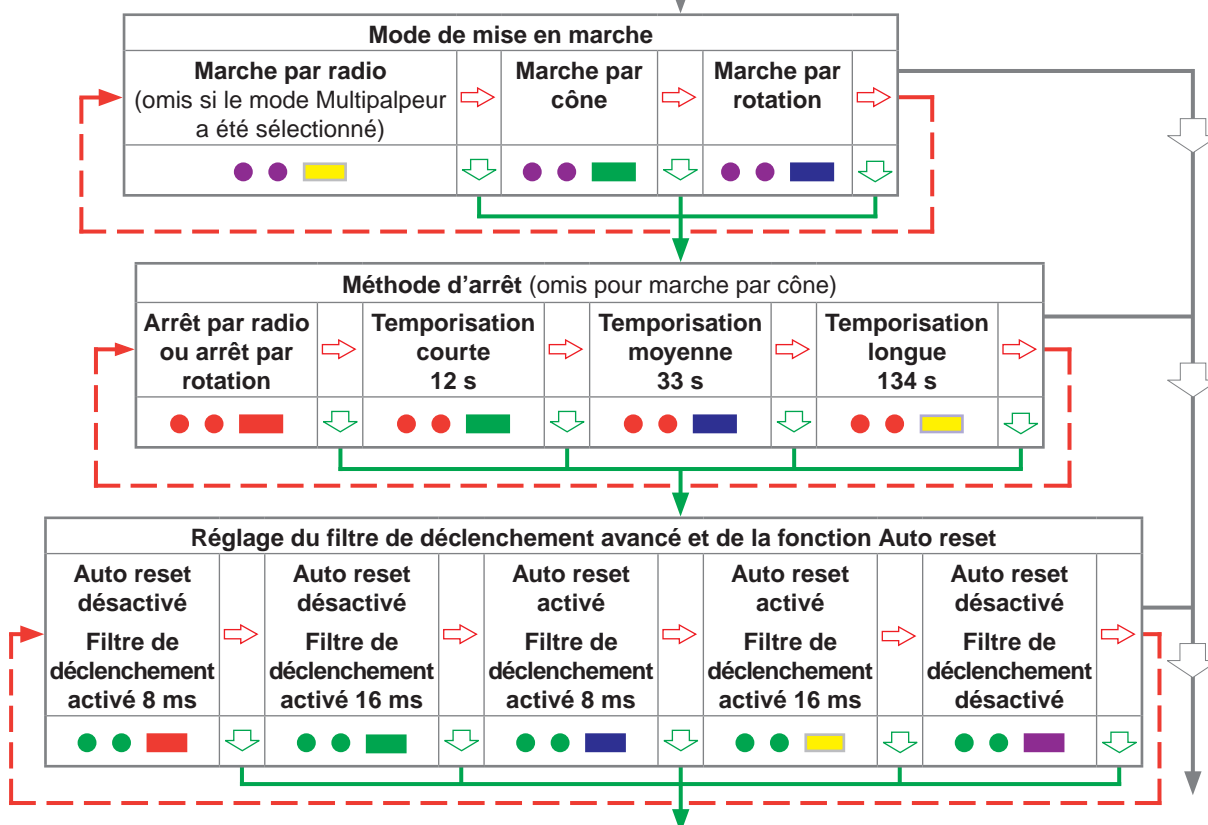 Mode de mise en marche
Marche par radio
(omis si le mode Multipalpeur
a été sélectionné)
Marche par
cône
Marche par
rotation
Méthode d’arrêt (omis pour marche par cône)
Arrêt par radio
ou arrêt par
rotation
Temporisation
courte
12 s
Temporisation
moyenne
33 s
Temporisation
longue
134 s
Réglage du filtre de déclenchement avancé et de la fonction Auto reset
Auto reset
désactivé
Filtre de
déclenchement
activé 8 ms
Auto reset
désactivé
Filtre de
déclenchement
activé 16 ms
Auto reset
activé
Filtre de
déclenchement
activé 8 ms
Auto reset
activé
Filtre de
déclenchement
activé 16 ms
Auto reset
désactivé
Filtre de
déclenchement
désactivé